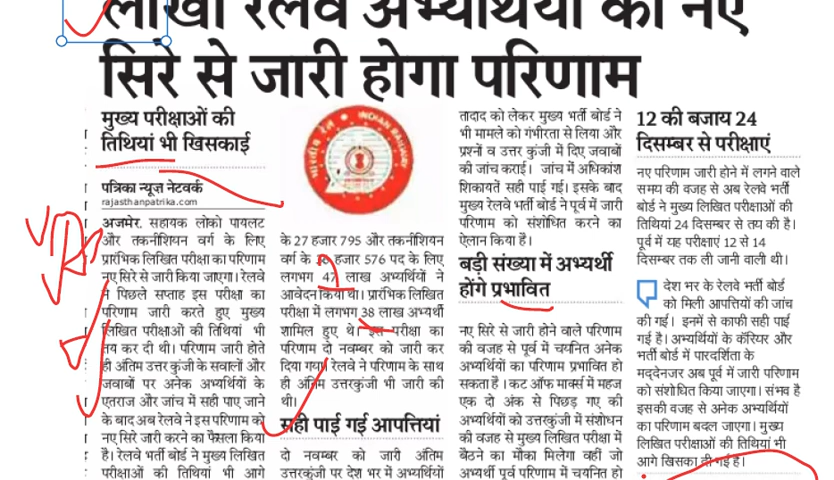 लाखों रेलवे अभ्यर्थियों का नए
सिरे से जारी होगा परिणाम
मुख्य परीक्षाओं की
तिथियां भी खिसकाई
पत्रिका न्यूज़ नेटवर्क
rajasthanpatrika.com
अजमेर. सहायक लोको पायलट
और तकनीशियन वर्ग के लिए
प्रारंभिक लिखित परीक्षा का परिणाम
नए सिरे से जारी किया जाएगा। रेलवे
ने पिछले सप्ताह इस परीक्षा का
परिणाम जारी करते हुए मुख्य
लिखित परीक्षाओं की तिथियां भी
तय कर दी थी। परिणाम जारी होते
ही अंतिम उत्तर कुंजी के सवालों और
जवाबों पर अनेक अभ्यर्थियों के
एतराज और जांच में सही पाए जाने
के बाद अब रेलवे ने इस परिणाम को
नए सिरे जारी करने का फैसला किया
है। रेलवे भर्ती बोर्ड ने मुख्य लिखित
परीक्षाओं की तिथियां भी आगे
भारतीय रेल INDIAN RAILWAY
के 27 हजार 795 और तकनीशियन
वर्ग के हजार 576 पद के लिए
लगभग 47 लाख अभ्यर्थियों ने
आवेदन किया था। प्रारंभिक लिखित
परीक्षा में लगभग 38 लाख अभ्यर्थी
शामिल हुए थे। इस परीक्षा का
परिणाम दो नवम्बर को जारी कर
दिया गया। रेलवे ने परिणाम के साथ
ही अंतिम उत्तरकुंजी भी जारी की
थी।
सही पाई गई आपत्तियां
दो नवम्बर को जारी अंतिम
उत्तरकुंजी पर देश भर में अभ्यर्थियों
तादाद को लेकर मुख्य भर्ती बोर्ड ने
भी मामले को गंभीरता से लिया और
प्रश्नों व उत्तर कुंजी में दिए जवाबों
की जांच कराई। जांच में अधिकांश
शिकायतें सही पाई गई। इसके बाद
मुख्य रेलवे भर्ती बोर्ड ने पूर्व में जारी
परिणाम को संशोधित करने का
ऐलान किया है।
बड़ी संख्या में अभ्यर्थी
होंगे प्रभावित
नए सिरे से जारी होने वाले परिणाम
की वजह से पूर्व में चयनित अनेक
अभ्यर्थियों का परिणाम प्रभावित हो
सकता है। कट ऑफ मार्क्स में महज
एक दो अंक से पिछड़ गए की
अभ्यर्थियों को उत्तरकुंजी में संशोधन
की वजह से मुख्य लिखित परीक्षा में
बैठने का मौका मिलेगा वहीं जो
अभ्यर्थी पूर्व परिणाम में चयनित हो
12 की बजाय 24
दिसम्बर से परीक्षाएं
नए परिणाम जारी होने में लगने वाले
समय की वजह से अब रेलवे भर्ती
बोर्ड ने मुख्य लिखित परीक्षाओं की
तिथियां 24 दिसम्बर से तय की है।
पूर्व में यह परीक्षाएं 12 से 14
दिसम्बर तक ली जानी वाली थी।
देश भर के रेलवे भर्ती बोर्ड
को मिली आपत्तियों की जांच
की गई। इनमें से काफी सही पाई
गई है। अभ्यर्थियों के कॅरियर और
भर्ती बोर्ड में पारदर्शिता के
मद्देनजर अब पूर्व में जारी परिणाम
को संशोधित किया जाएगा। संभव है
इसकी वजह से अनेक अभ्यर्थियों
का परिणाम बदल जाएगा। मुख्य
लिखित परीक्षाओं की तिथियां भी
आगे खिसका दी गई है।